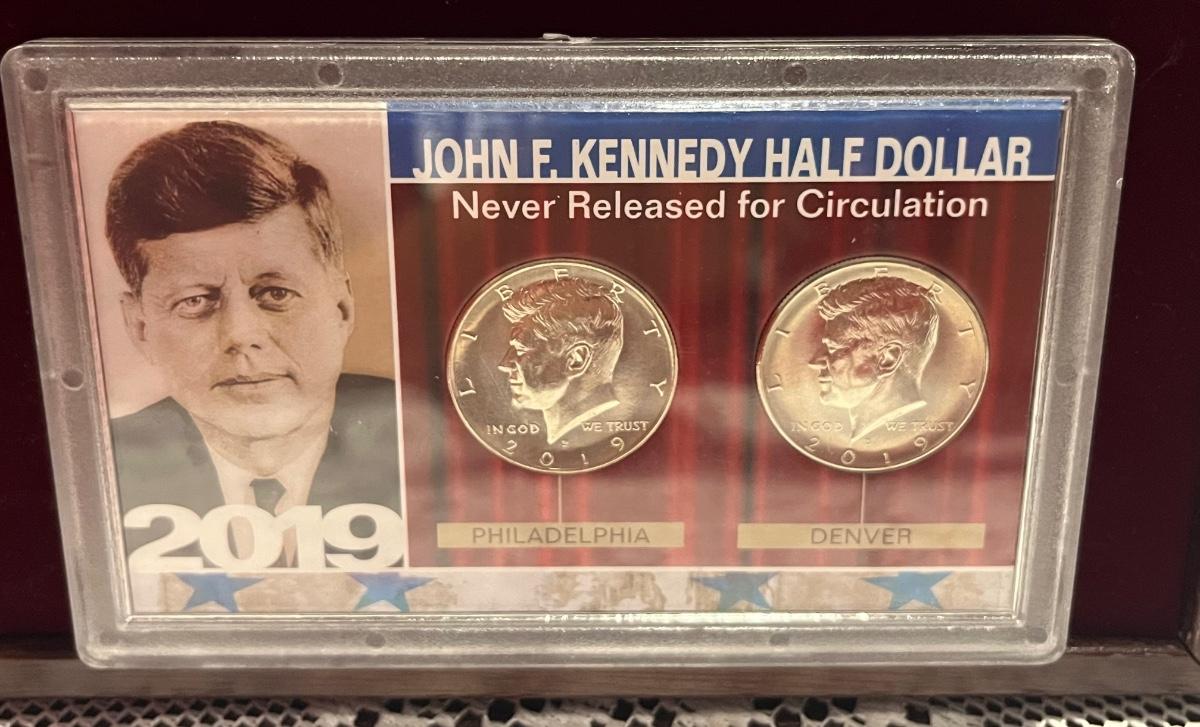 JOHN F. KENNEDY HALF DOLLAR
Never Released for Circulation
LIBERTY
IN GOD WE TRUST
2019
LIBERTY
IN GOD WE TRUST
2019
PHILADELPHIA
DENVER
2019